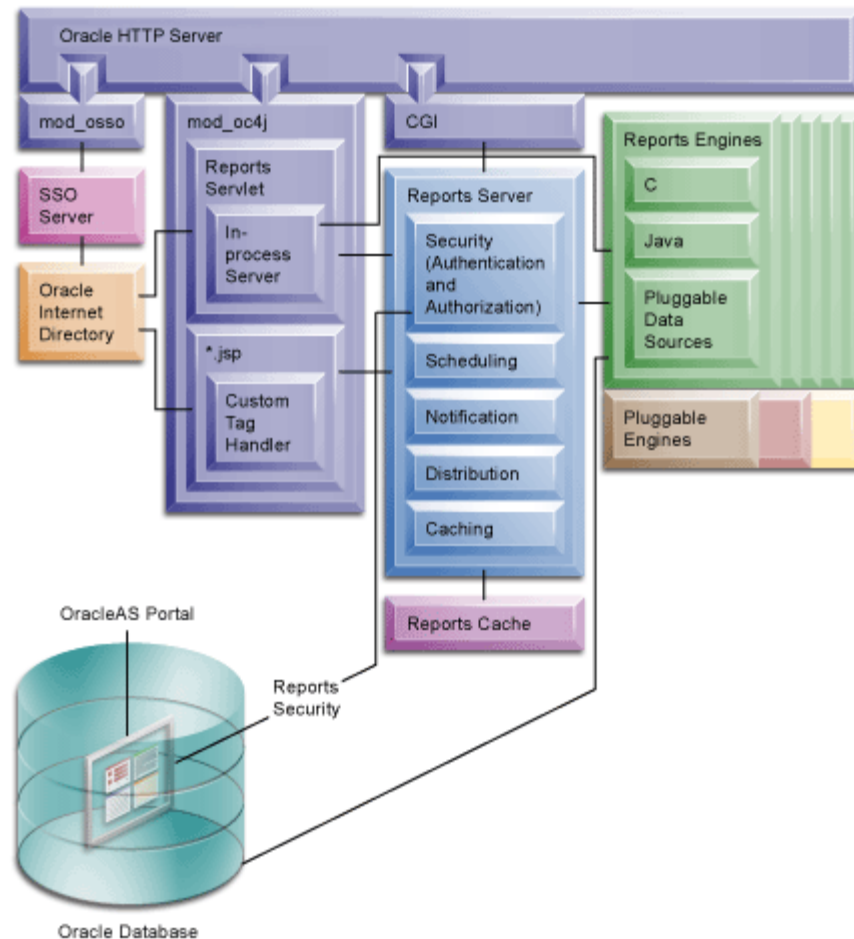 Oracle HTTP Server
mod_osso
mod_oc4j
CGI
SSO
Server
Oracle
Internet
Directory
Reports
Servlet
In-
process
Server
*.jsp
Custom
Tag
Handler
Reports Server
Security
(Authentication
and
Authorization)
Scheduling
Notification
Distribution
Caching
Reports Cache
Reports Engines
C
Java
Pluggable
Data
Sources
Pluggable
Engines
OracleAS Portal
Reports
Security
Oracle Database